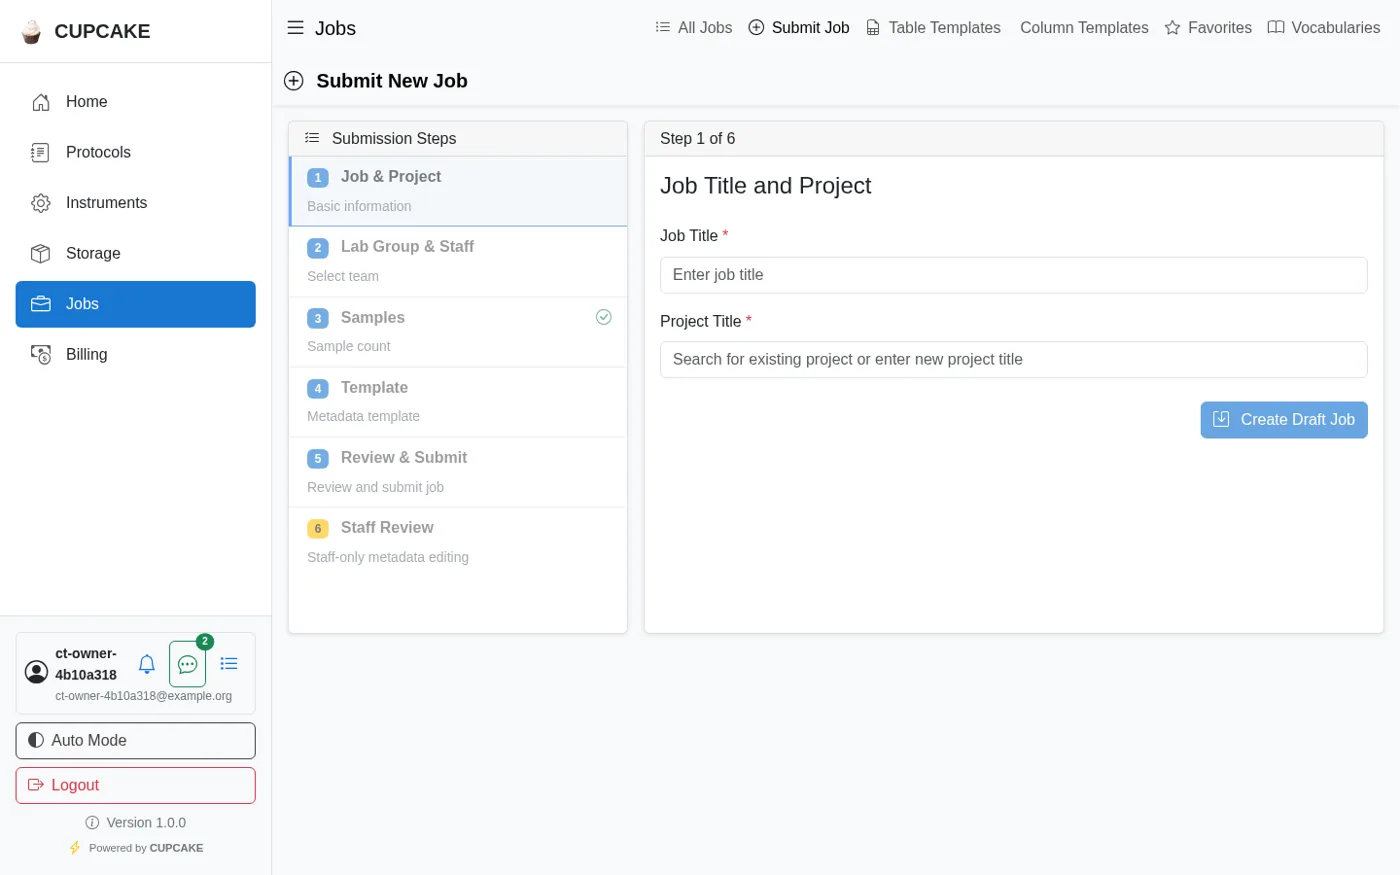 CUPCAKE
Home
Protocols
Instruments
Storage
Jobs
Billing
ct-owner-4b10a318
2
ct-owner-4b10a318@example.org
Auto Mode
Logout
Version 1.0.0
Powered by CUPCAKE
Jobs
All Jobs
Submit Job
Table Templates
Column Templates
Favorites
Vocabularies
Submit New Job
Submission Steps
1 Job & Project
Basic information
2 Lab Group & Staff
Select team
3 Samples
Sample count
4 Template
Metadata template
5 Review & Submit
Review and submit job
6 Staff Review
Staff-only metadata editing
Step 1 of 6
Job Title and Project
Job Title *
Enter job title
Project Title *
Search for existing project or enter new project title
Create Draft Job